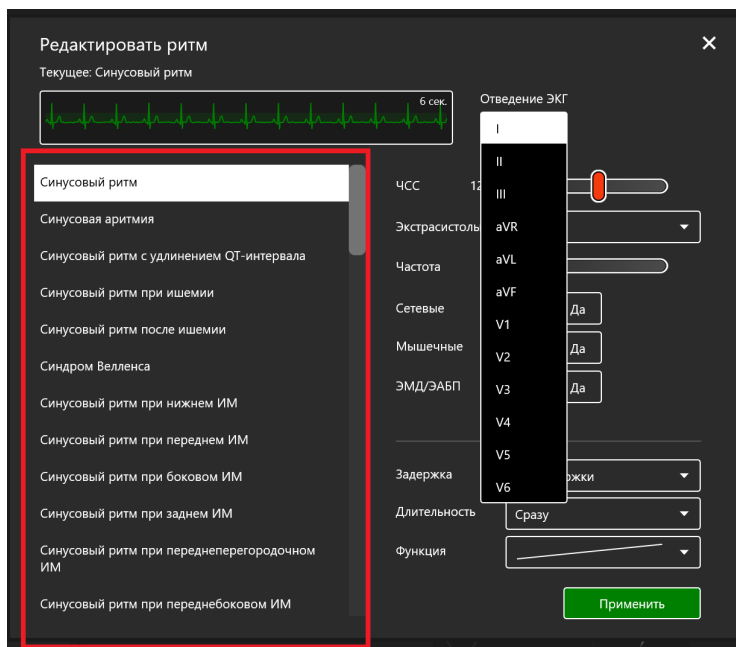 Редактировать ритм
Текущее: Синусовый ритм
6 сек.
Отведение ЭКГ
I
II
III
aVR
aVL
aVF
V1
V2
V3
V4
V5
V6
Синусовый ритм
Синусовая аритмия
Синусовый ритм с удлинением QT-интервала
Синусовый ритм при ишемии
Синусовый ритм после ишемии
Синдром Велленса
Синусовый ритм при нижнем ИМ
Синусовый ритм при переднем ИМ
Синусовый ритм при боковом ИМ
Синусовый ритм при заднем ИМ
Синусовый ритм при переднеперегородочном
ИМ
Синусовый ритм при переднебоковом ИМ
ЧСС
Экстрасистолы
Частота
Сетевые
Да
Мышечные
Да
ЭМД/ЭАБП
Да
Задержка
Длительность
Сразу
Функция
Применить